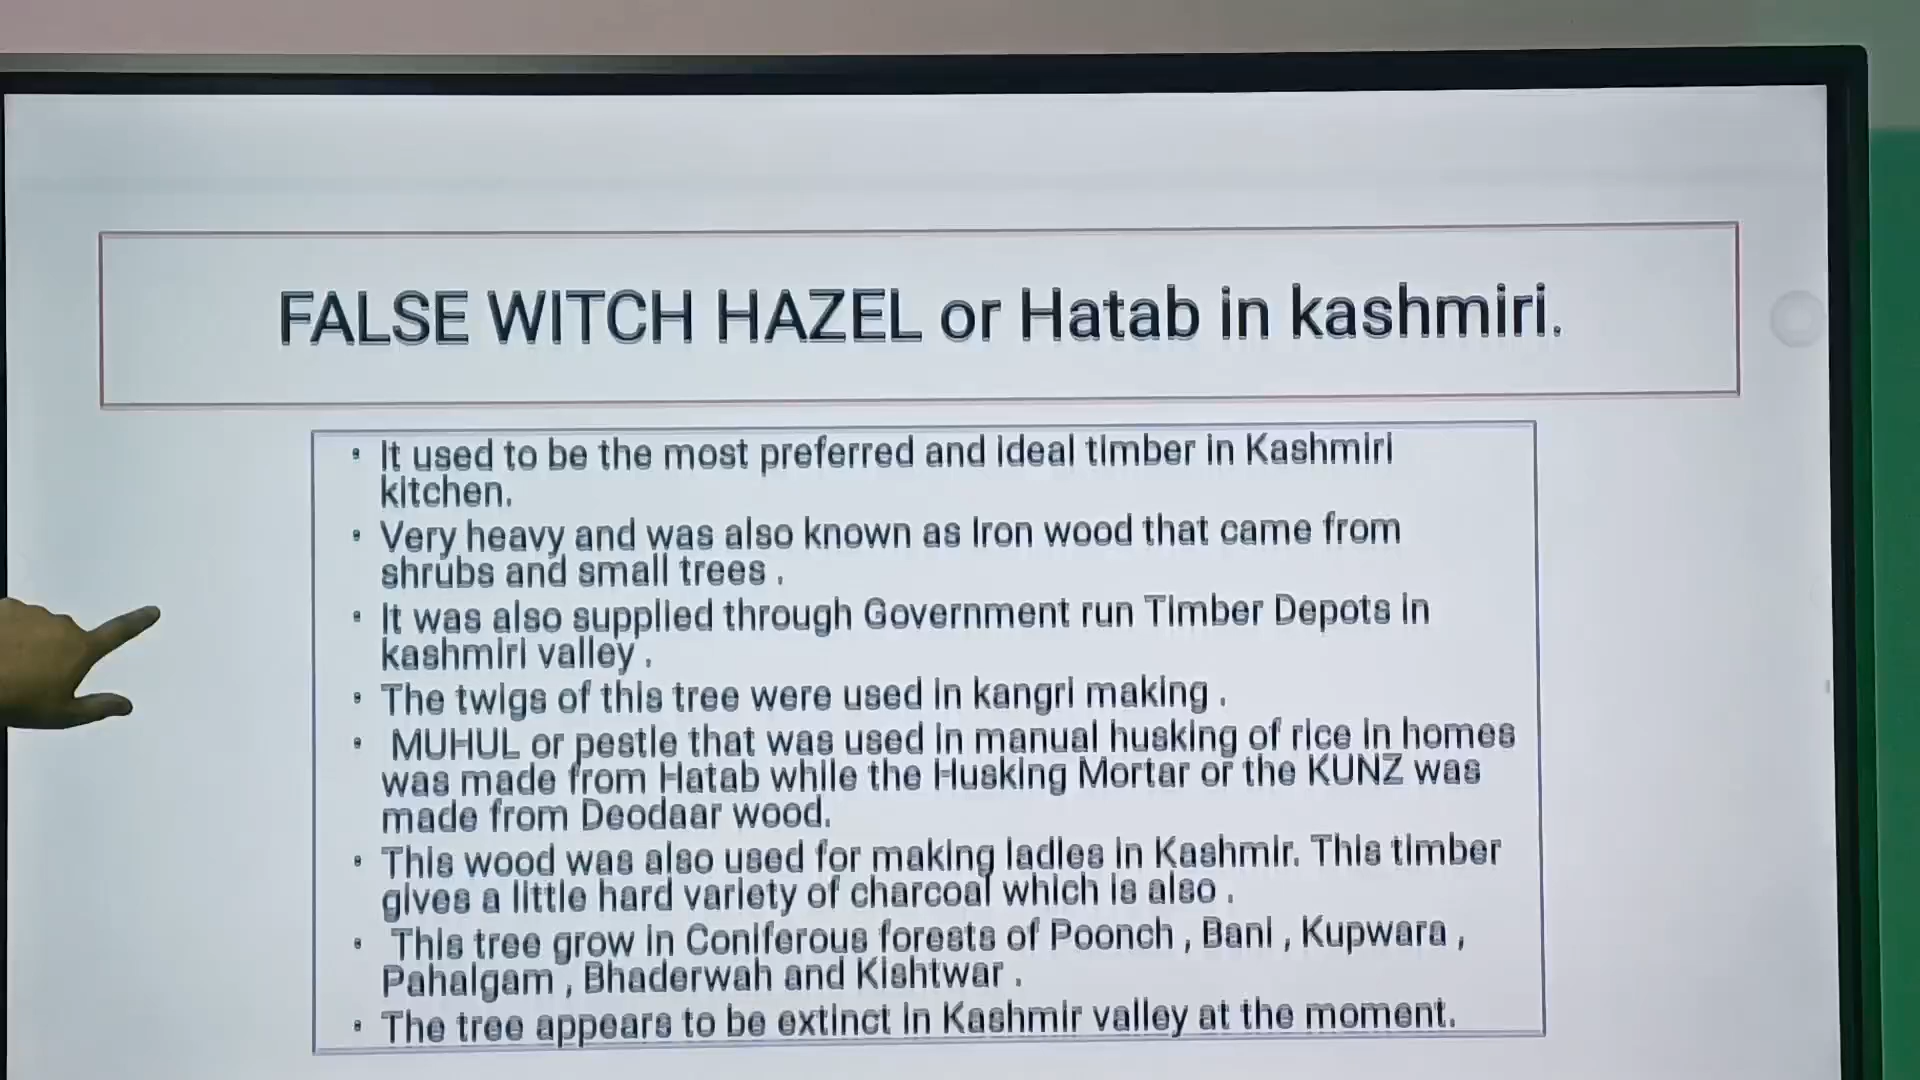 FALSE WITCH HAZEL or Hatab in kashmiri.
• It used to be the most preferred and ideal timber in Kashmiri
kitchen.
• Very heavy and was also known as Iron wood that came from
shrubs and small trees .
• It was also supplied through Government run Timber Depots in
kashmiri valley .
• The twigs of this tree were used in kangri making .
• MUHUL or pestle that was used in manual husking of rice in homes
was made from Hatab while the Husking Mortar or the KUNZ was
made from Deodaar wood.
• This wood was also used for making ladles in Kashmir. This timber
gives a little hard variety of charcoal which is also .
• This tree grow in Coniferous forests of Poonch , Bani , Kupwara ,
Pahalgam , Bhaderwah and Kishtwar .
• The tree appears to be extinct in Kashmir valley at the moment.